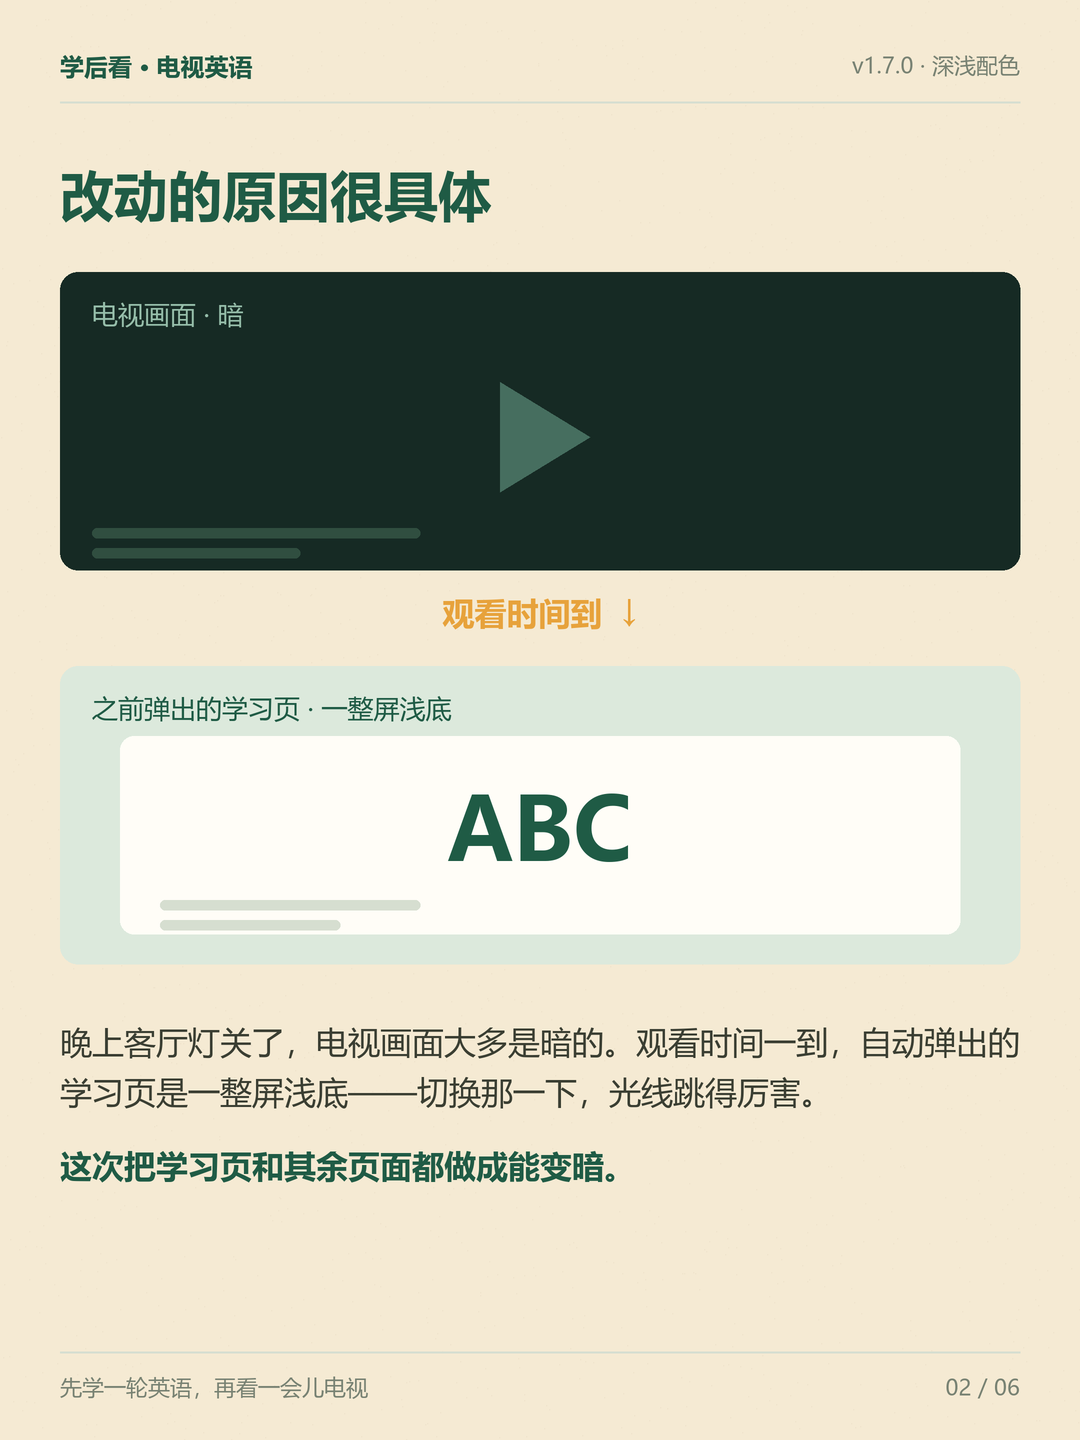 学后看·电视英语
v1.7.0 · 深浅配色
改动的原因很具体
电视画面 · 暗
观看时间到 ↓
之前弹出的学习页 · 一整屏浅底
ABC
晚上客厅灯关了，电视画面大多是暗的。观看时间一到，自动弹出的
学习页是一整屏浅底——切换那一下，光线跳得厉害。
这次把学习页和其余页面都做成能变暗。
先学一轮英语，再看一会儿电视
02 / 06